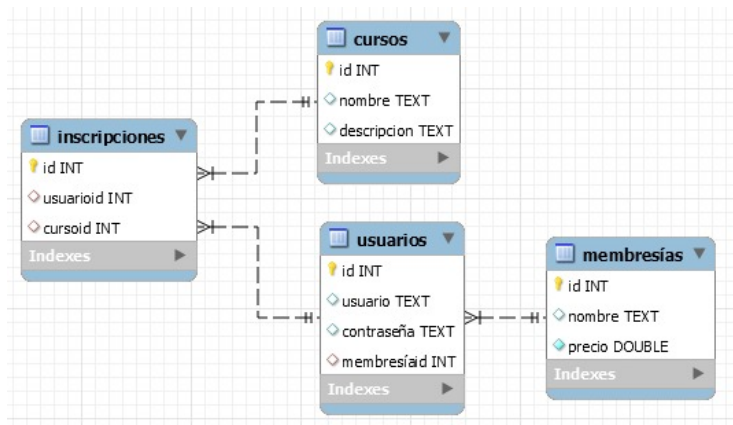 cursos
id INT
nombre TEXT
descripcion TEXT
Indexes
inscripciones
id INT
usuarioid INT
cursoid INT
Indexes
usuarios
id INT
usuario TEXT
contraseña TEXT
membresíaid INT
Indexes
membresías
id INT
nombre TEXT
precio DOUBLE
Indexes